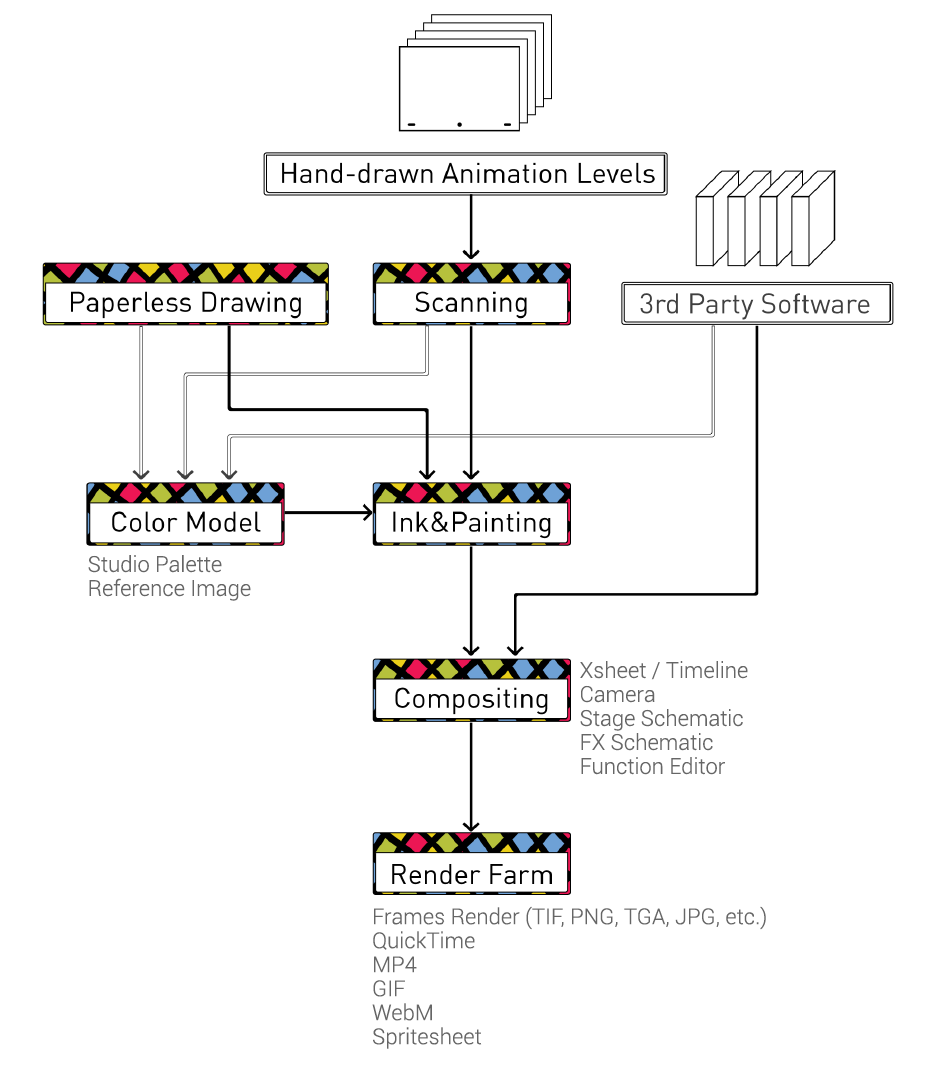 Hand-drawn Animation Levels
Paperless Drawing
Scanning
3rd Party Software
Color Model
Ink&Painting
Studio Palette
Reference Image
Compositing
Xsheet / Timeline
Camera
Stage Schematic
FX Schematic
Function Editor
Render Farm
Frames Render (TIF, PNG, TGA, JPG, etc.)
QuickTime
MP4
GIF
WebM
Spritesheet